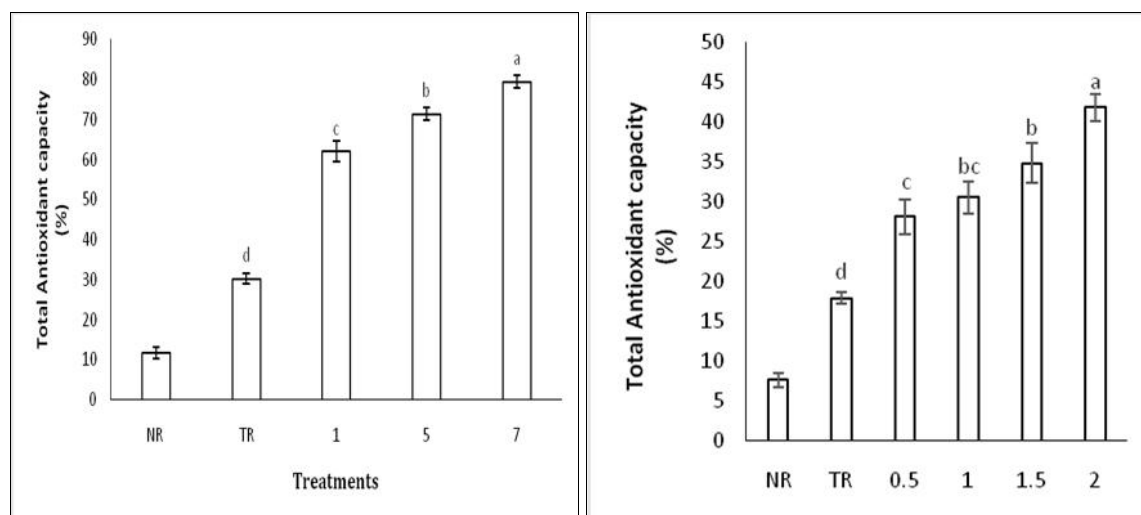 90
80
70
60
50
40
30
20
10
0
Total Antioxidant capacity
(%)
a
b
c
d
NR TR 1 5 7
Treatments
50
45
40
35
30
25
20
15
10
5
0
Total Antioxidant capacity
(%)
a
b
bc
c
d
NR TR 0.5 1 1.5 2